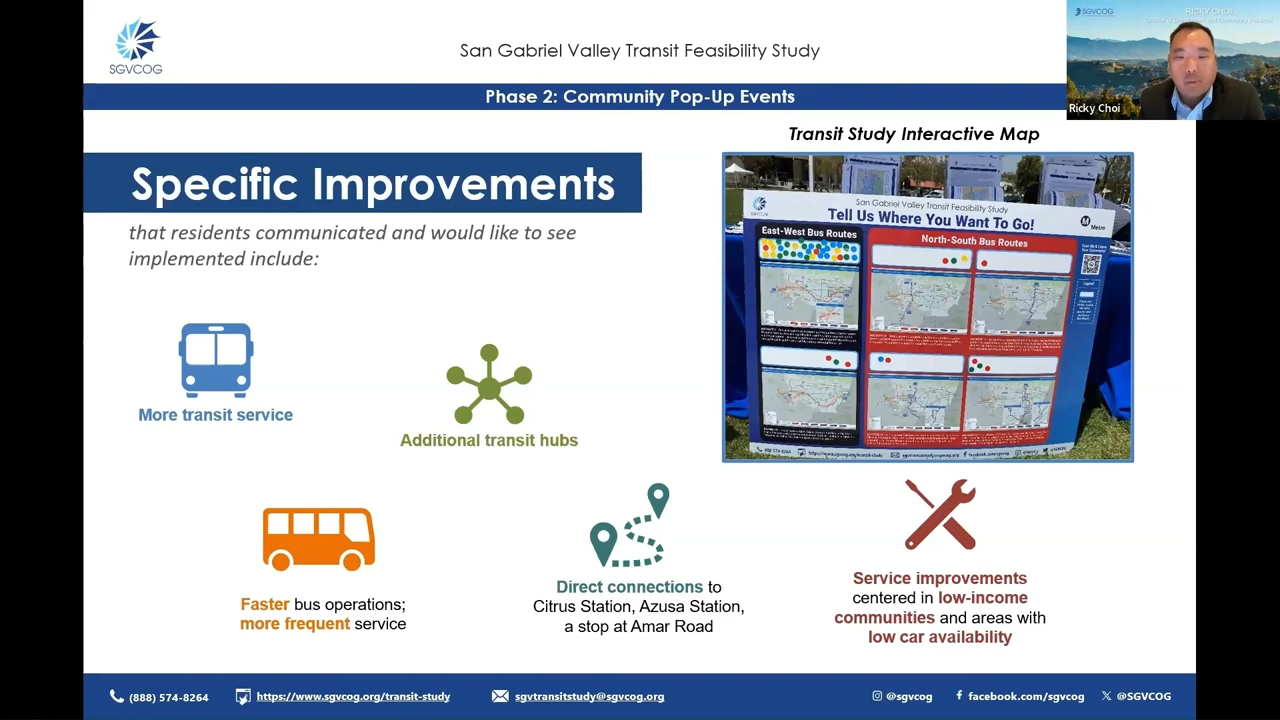 SGVCOG
San Gabriel Valley Transit Feasibility Study
SGVCOG
RICKY CHOI
Ricky Choi
Phase 2: Community Pop-Up Events
Specific Improvements
that residents communicated and would like to see
implemented include:
Transit Study Interactive Map
SGVCOG
San Gabriel Valley Transit Feasibility Study
Tell Us Where You Want To Go!
Metro
East-West Bus Routes
North-South Bus Routes
More transit service
Additional transit hubs
Faster bus operations;
more frequent service
Direct connections to
Citrus Station, Azusa Station,
a stop at Amar Road
Service improvements
centered in low-income
communities and areas with
low car availability
(888) 574-8264
https://www.sgvcog.org/transit-study
sgvtransitstudy@sgvcog.org
@sgvcog
facebook.com/sgvcog
@SGVCOG